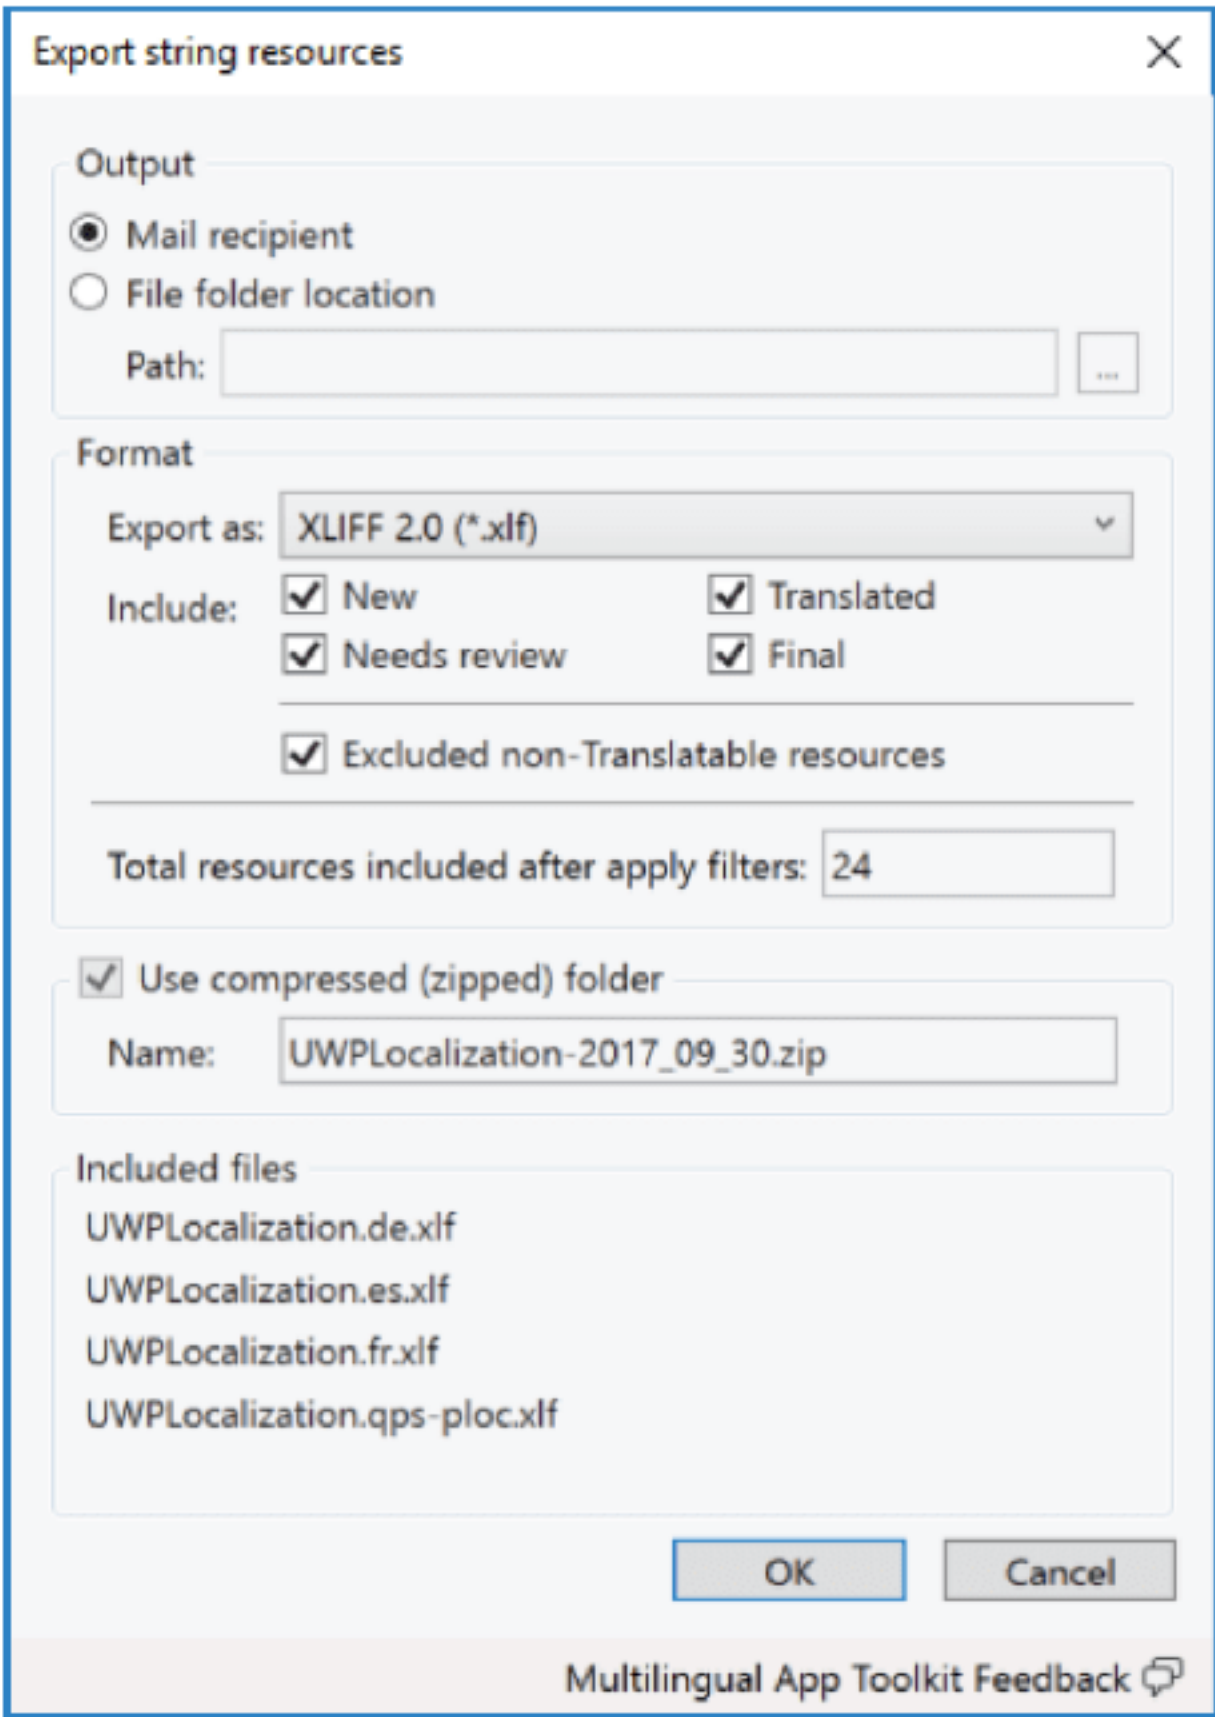 Export string resources
Output
Mail recipient
File folder location
Path:
...
Format
Export as: XLIFF 2.0 (*.xlf)
Include: New Translated
Needs review Final
Excluded non-Translatable resources
Total resources included after apply filters: 24
Use compressed (zipped) folder
Name: UWPLocalization-2017_09_30.zip
Included files
UWPLocalization.de.xlf
UWPLocalization.es.xlf
UWPLocalization.fr.xlf
UWPLocalization.qps-ploc.xlf
OK Cancel
Multilingual App Toolkit Feedback